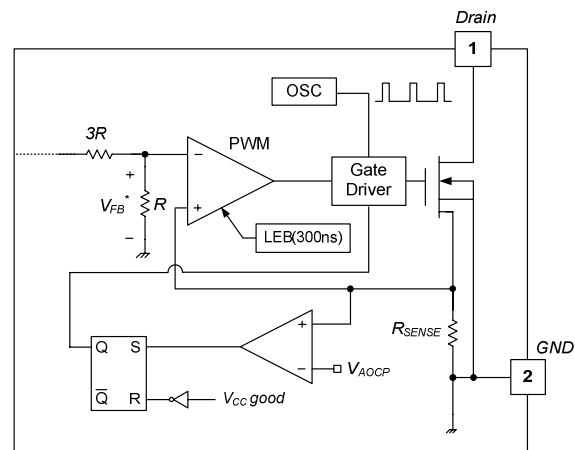 Drain
1
OSC
3R
PWM
−
+
Gate
Driver
+
V_FB*
R
−
+
LEB(300ns)
R_SENSE
GND
2
+
−
V_AOCP
Q
S
Q̅
R
V_CC good